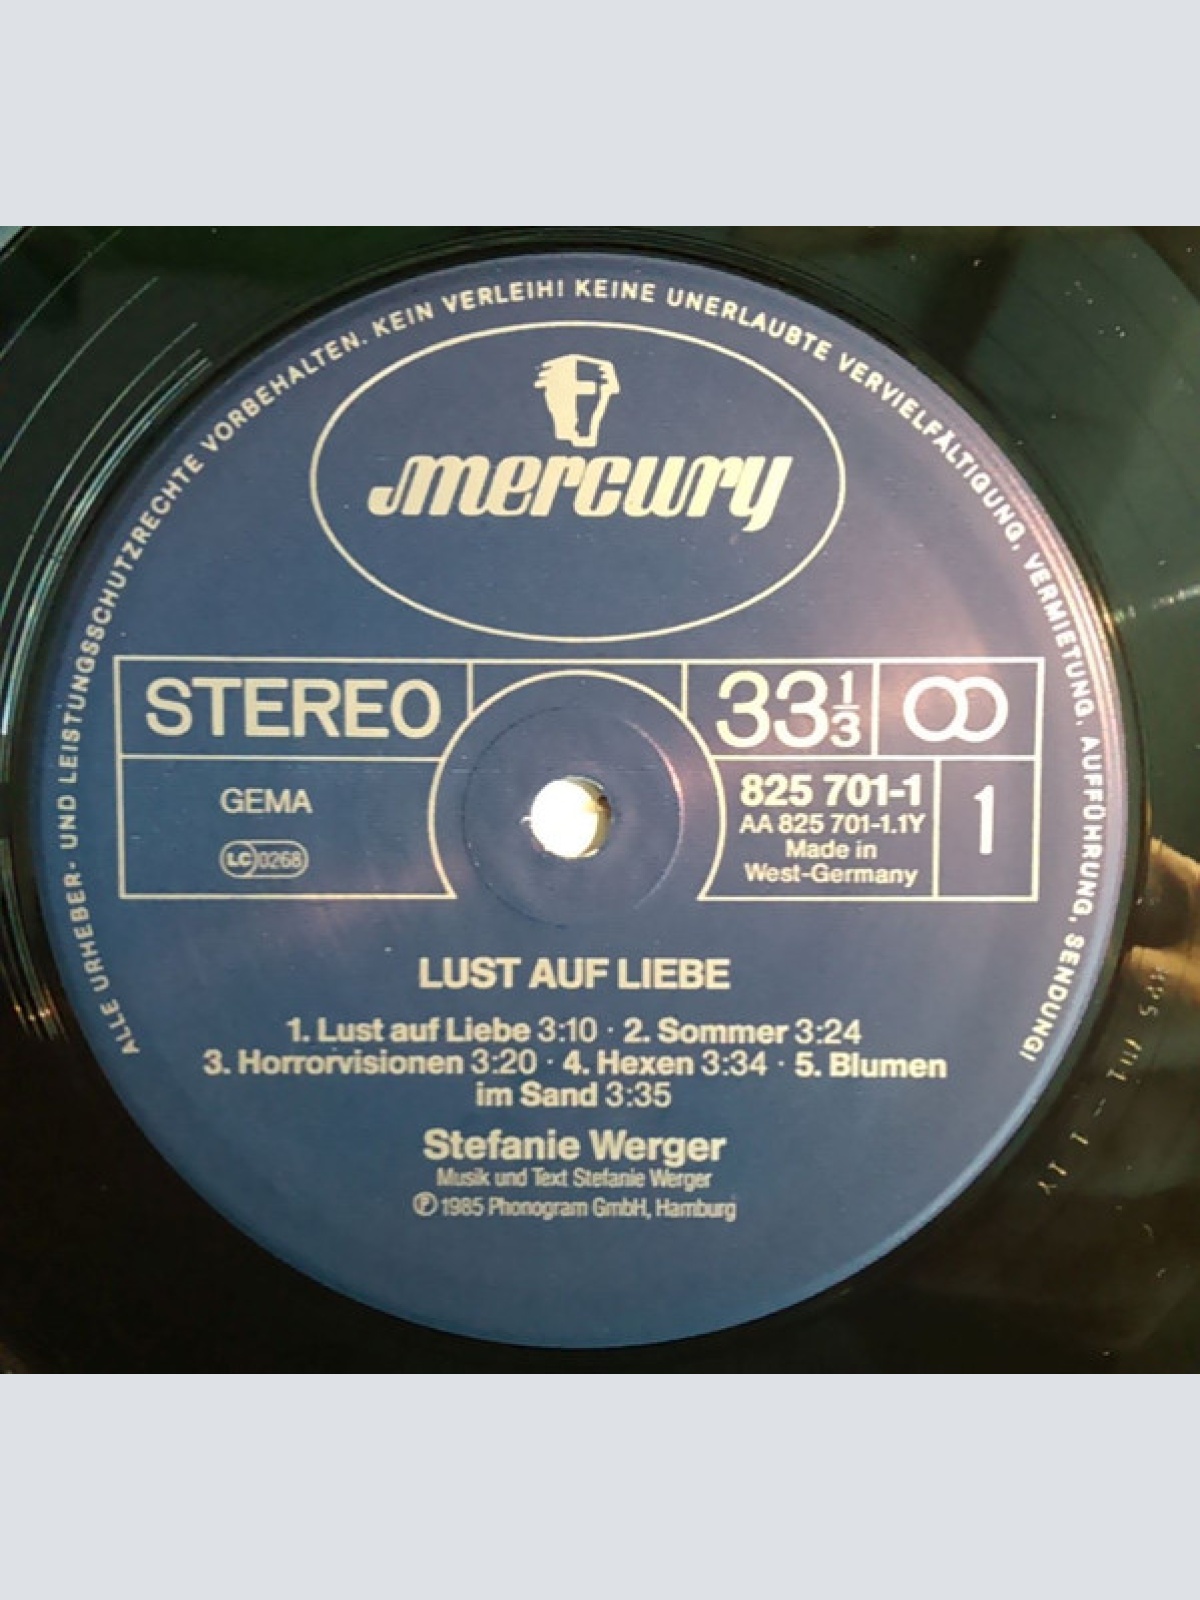 ALLE URHEBER- UND LEISTUNGSSCHUTZRECHTE VORBEHALTEN. KEIN VERLEIH! KEINE UNERLAUBTE VERVIELFÄLTIGUNG, VERMIETUNG, AUFFÜHRUNG, SENDUNG!
mercury
STEREO
33 1/3
GEMA
LC 0268
825 701-1
AA 825 701-1.1Y
Made in
West-Germany
1
LUST AUF LIEBE
1. Lust auf Liebe 3:10 · 2. Sommer 3:24
3. Horrorvisionen 3:20 · 4. Hexen 3:34 · 5. Blumen
im Sand 3:35
Stefanie Werger
Musik und Text Stefanie Werger
℗ 1985 Phonogram GmbH, Hamburg